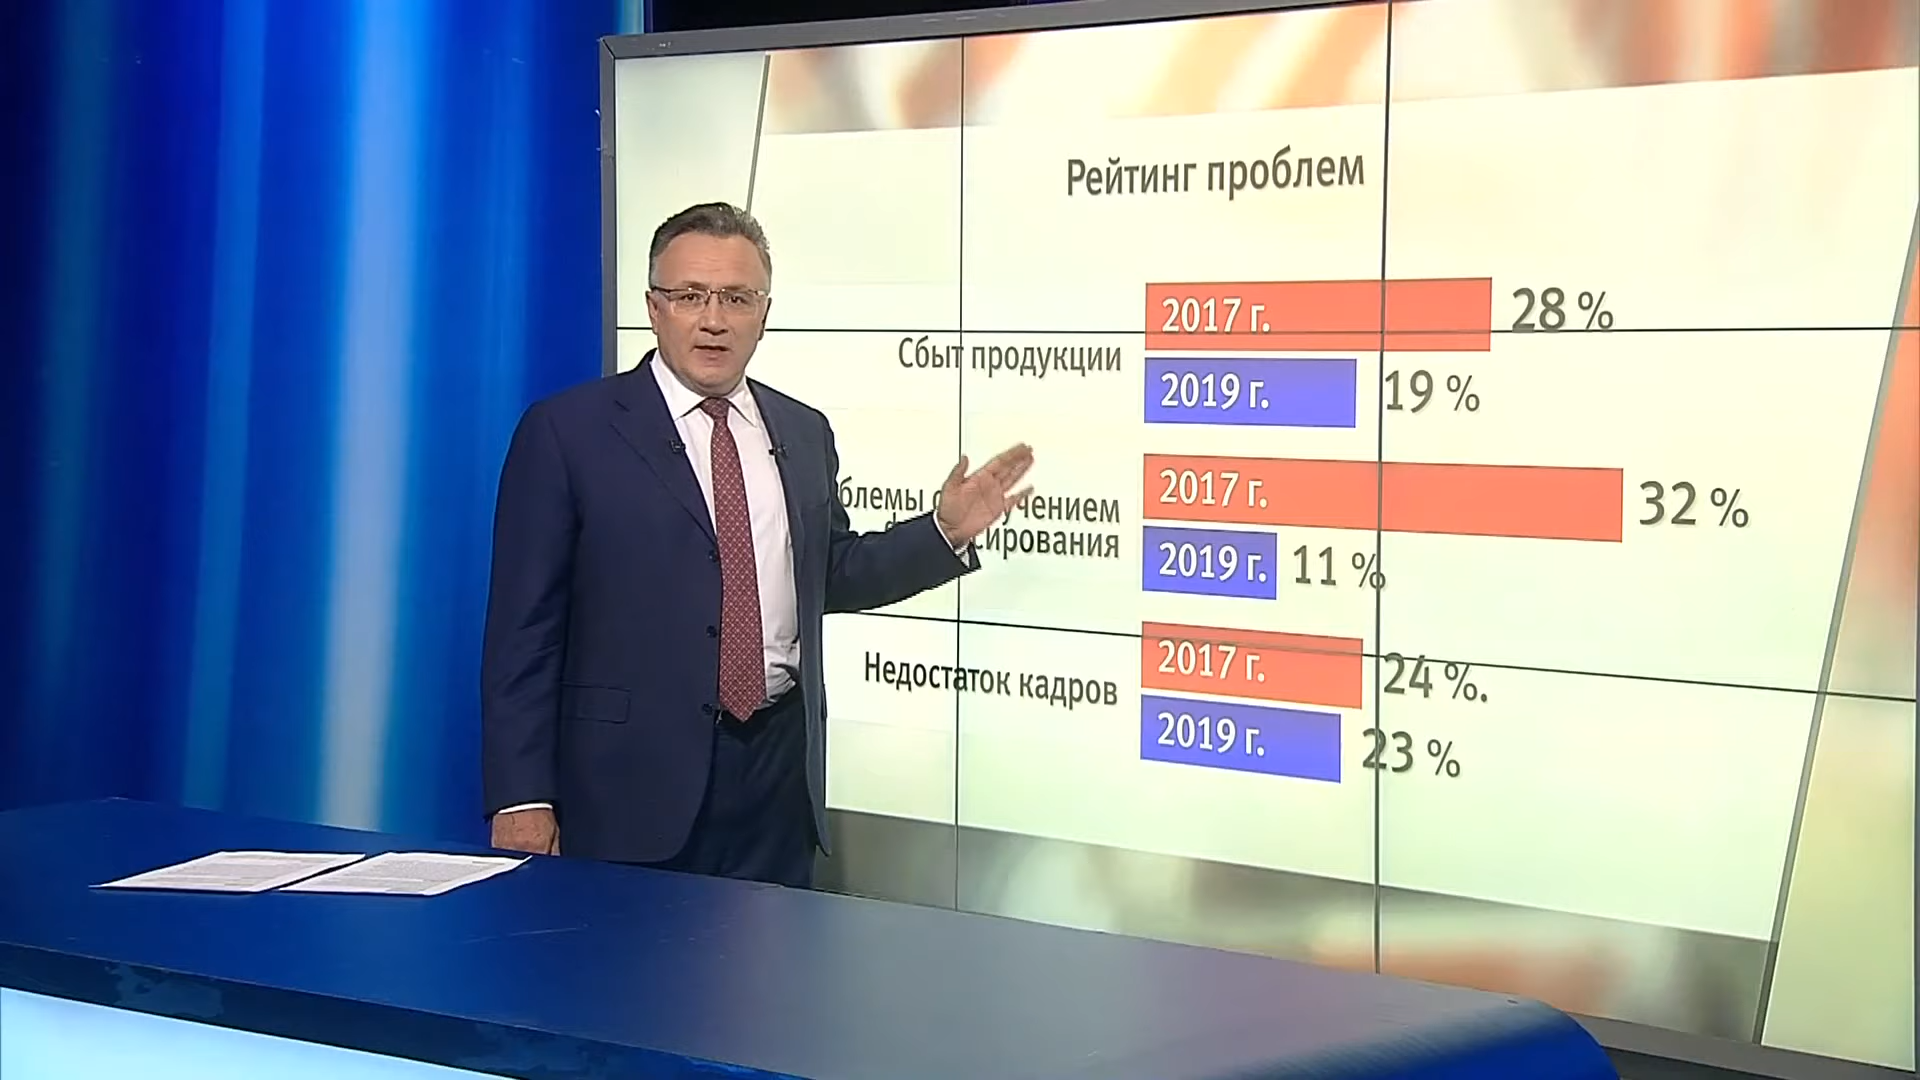 Рейтинг проблем
2017 г. 28 %
Сбыт продукции
2019 г. 19 %
2017 г. 32 %
2019 г. 11 %
2017 г. 24 %.
Недостаток кадров
2019 г. 23 %